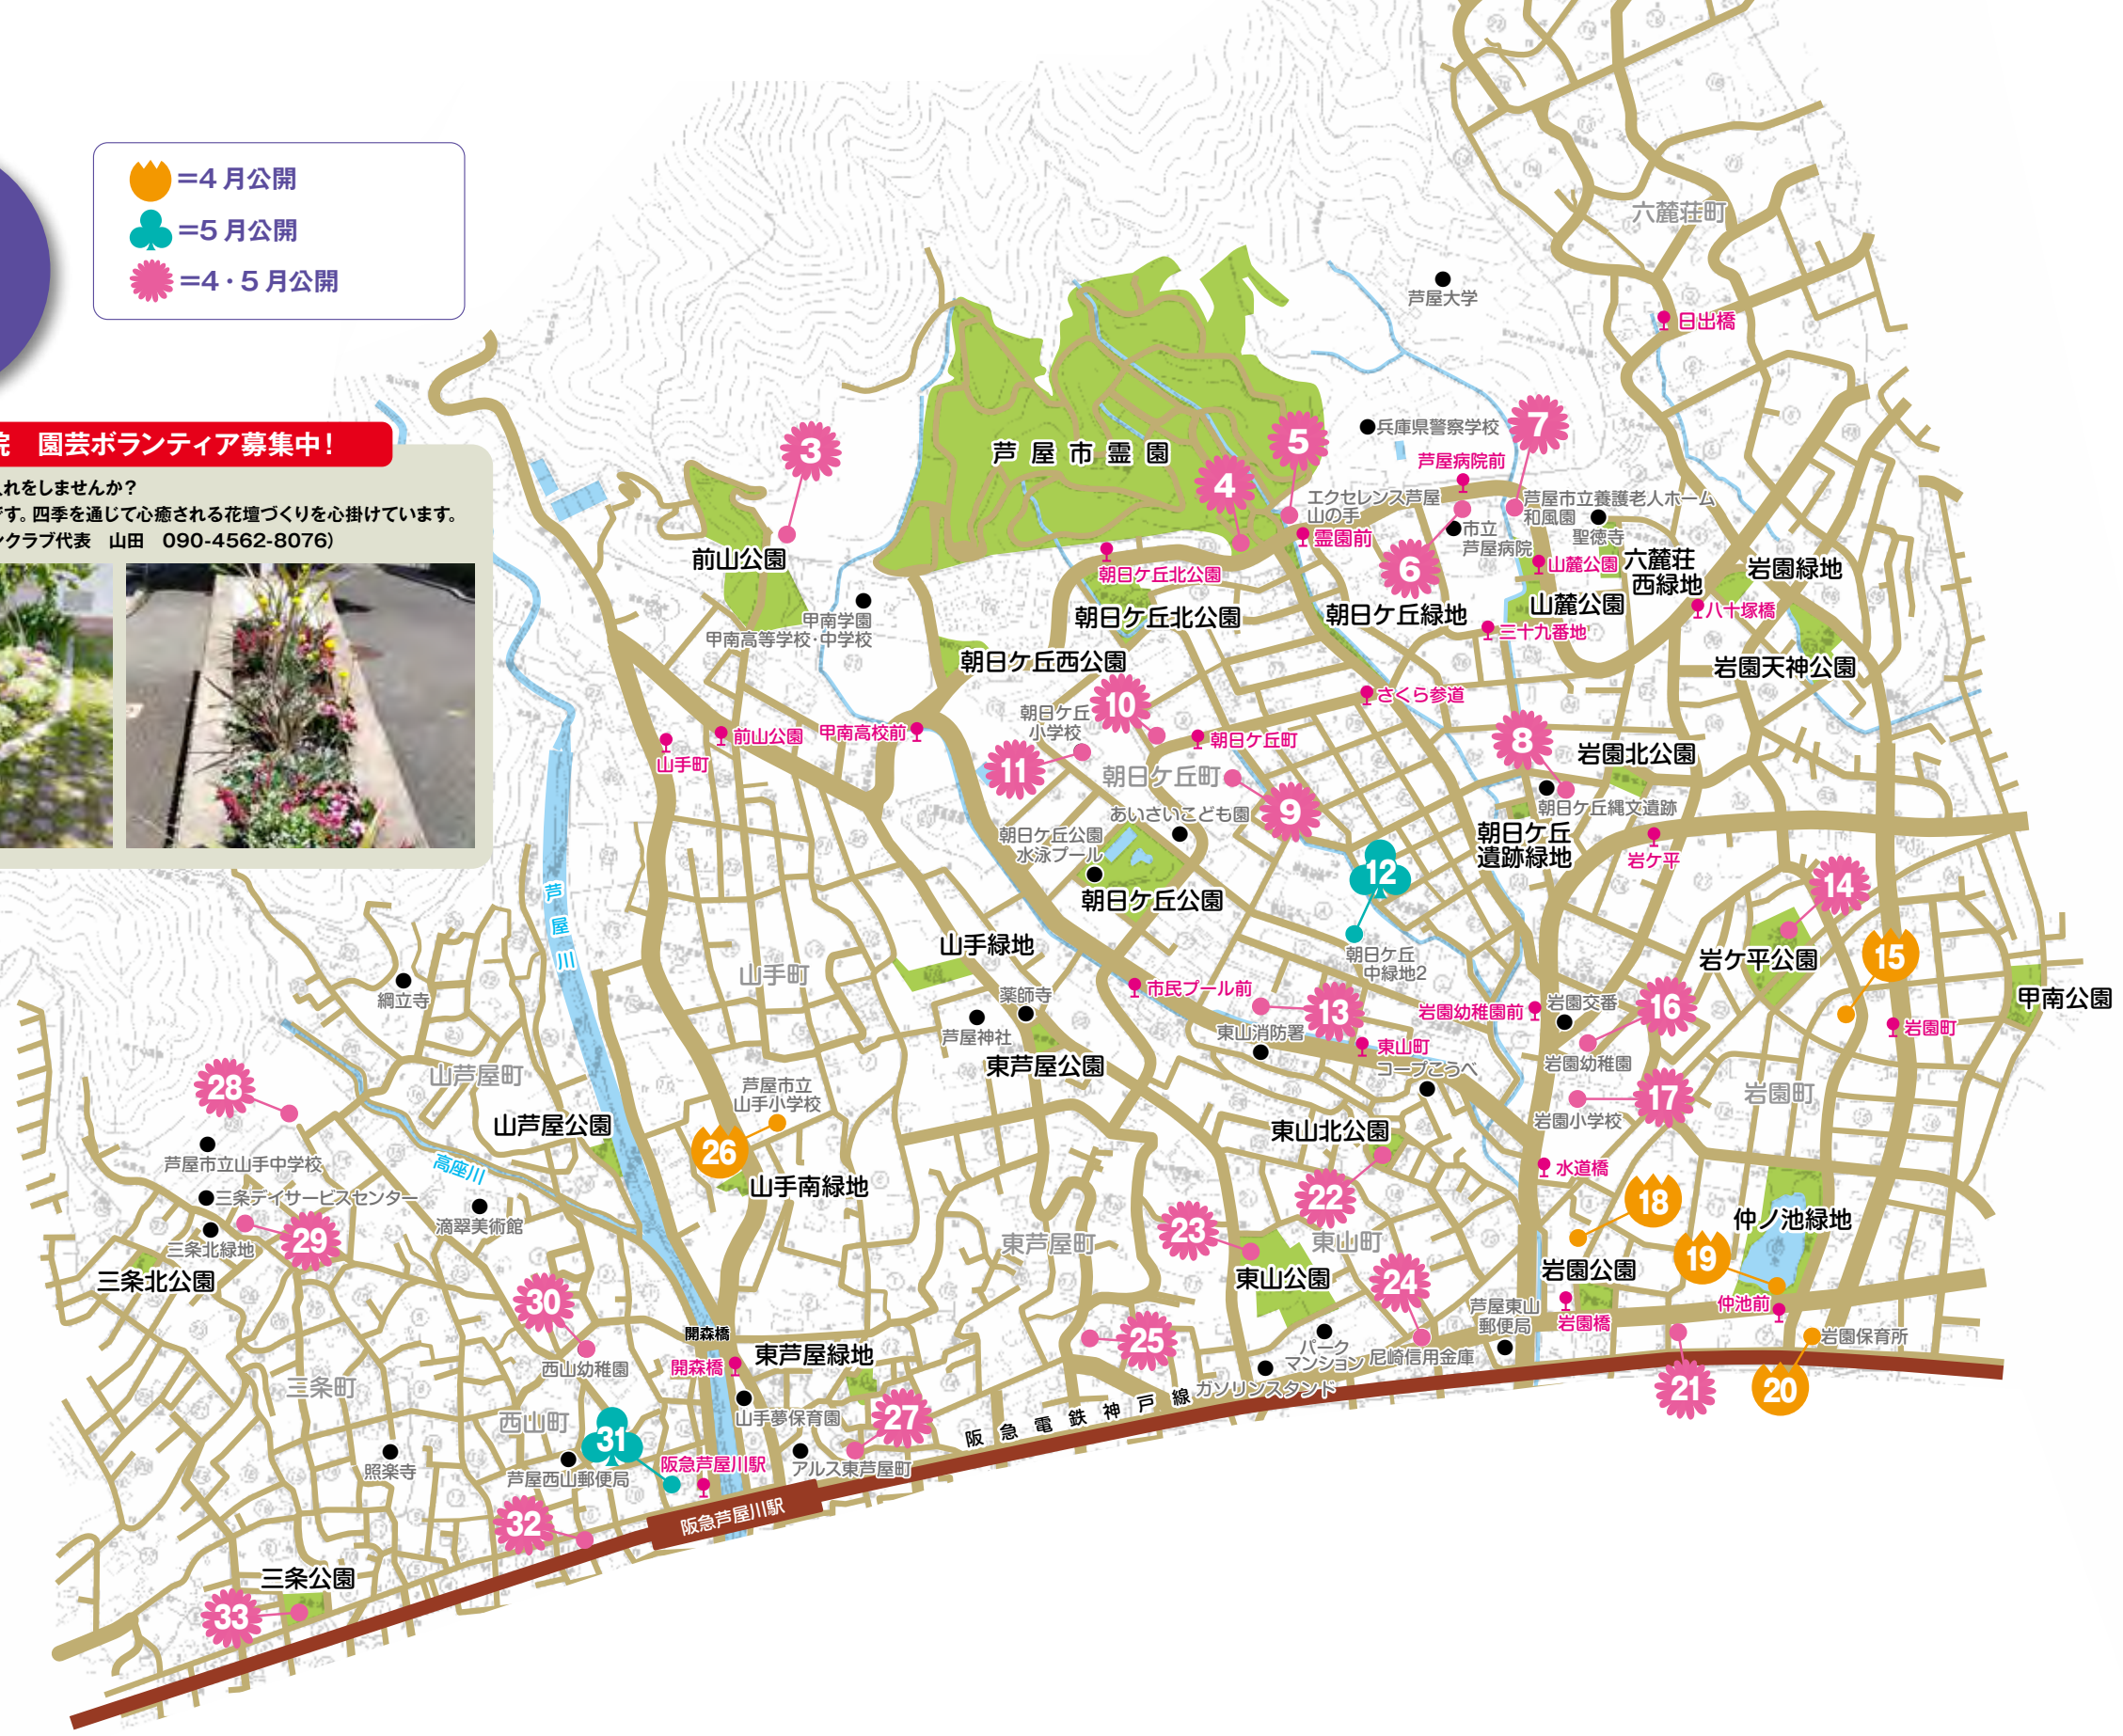 =4月公開
=5月公開
=4・5月公開
院　園芸ボランティア募集中!
入れをしませんか?
です。四季を通じて心癒される花壇づくりを心掛けています。
ンクラブ代表　山田　090-4562-8076)
六麓荘町
芦屋大学
日出橋
3
芦屋市霊園
5
兵庫県警察学校
7
芦屋病院前
4
エクセレンス芦屋
山の手
芦屋市立養護老人ホーム
和風園
聖徳寺
霊園前
市立
芦屋病院
前山公園
朝日ケ丘北公園
6
山麓公園
六麓荘
西緑地
岩園緑地
甲南学園
甲南高等学校・中学校
朝日ケ丘北公園
朝日ケ丘緑地
山麓公園
八十塚橋
三十九番地
朝日ケ丘西公園
岩園天神公園
さくら参道
10
朝日ケ丘
小学校
前山公園
甲南高校前
朝日ケ丘町
8
岩園北公園
山手町
11
朝日ケ丘町
9
朝日ケ丘縄文遺跡
あいさいこども園
朝日ケ丘公園
水泳プール
朝日ケ丘
遺跡緑地
岩ケ平
12
14
朝日ケ丘公園
芦屋川
山手緑地
朝日ケ丘
中緑地2
岩ケ平公園
15
山手町
綱立寺
市民プール前
薬師寺
芦屋神社
13
岩園幼稚園前
岩園交番
16
甲南公園
岩園町
東山消防署
東山町
東芦屋公園
コープこうべ
岩園幼稚園
28
山芦屋町
芦屋市立
山手小学校
17
岩園町
岩園小学校
山芦屋公園
26
東山北公園
芦屋市立山手中学校
高座川
水道橋
山手南緑地
三条デイサービスセンター
22
18
滴翠美術館
仲ノ池緑地
29
三条北緑地
23
東芦屋町
東山町
19
三条北公園
東山公園
24
岩園公園
30
仲池前
芦屋東山
郵便局
岩園橋
開森橋
25
岩園保育所
東芦屋緑地
パーク
マンション
尼崎信用金庫
西山幼稚園
開森橋
三条町
ガソリンスタンド
21
20
山手夢保育園
27
阪急電鉄神戸線
西山町
31
照楽寺
芦屋西山郵便局
阪急芦屋川駅
アルス東芦屋町
32
阪急芦屋川駅
三条公園
33